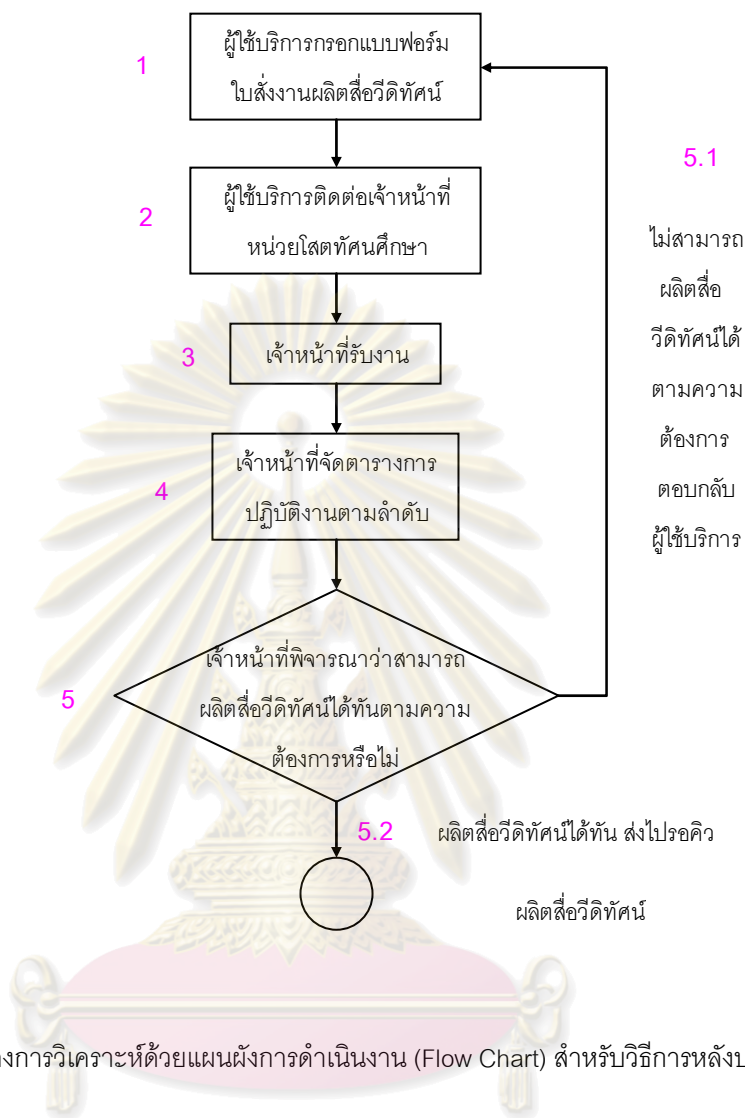 1
ผู้ใช้บริการกรอกแบบฟอร์ม
ใบสั่งงานผลิตสื่อวีดิทัศน์
2
ผู้ใช้บริการติดต่อเจ้าหน้าที่
หน่วยโสตทัศนศึกษา
3
เจ้าหน้าที่รับงาน
4
เจ้าหน้าที่จัดตารางการ
ปฏิบัติงานตามลำดับ
5
เจ้าหน้าที่พิจารณาว่าสามารถ
ผลิตสื่อวีดิทัศน์ได้ทันตามความ
ต้องการหรือไม่
5.1
ไม่สามารถ
ผลิตสื่อ
วีดิทัศน์ได้
ตามความ
ต้องการ
ตอบกลับ
ผู้ใช้บริการ
5.2
ผลิตสื่อวีดิทัศน์ได้ทัน ส่งไปรอคิว
ผลิตสื่อวีดิทัศน์
การวิเคราะห์ด้วยแผนผังการดำเนินงาน (Flow Chart) สำหรับวิธีการหลัง